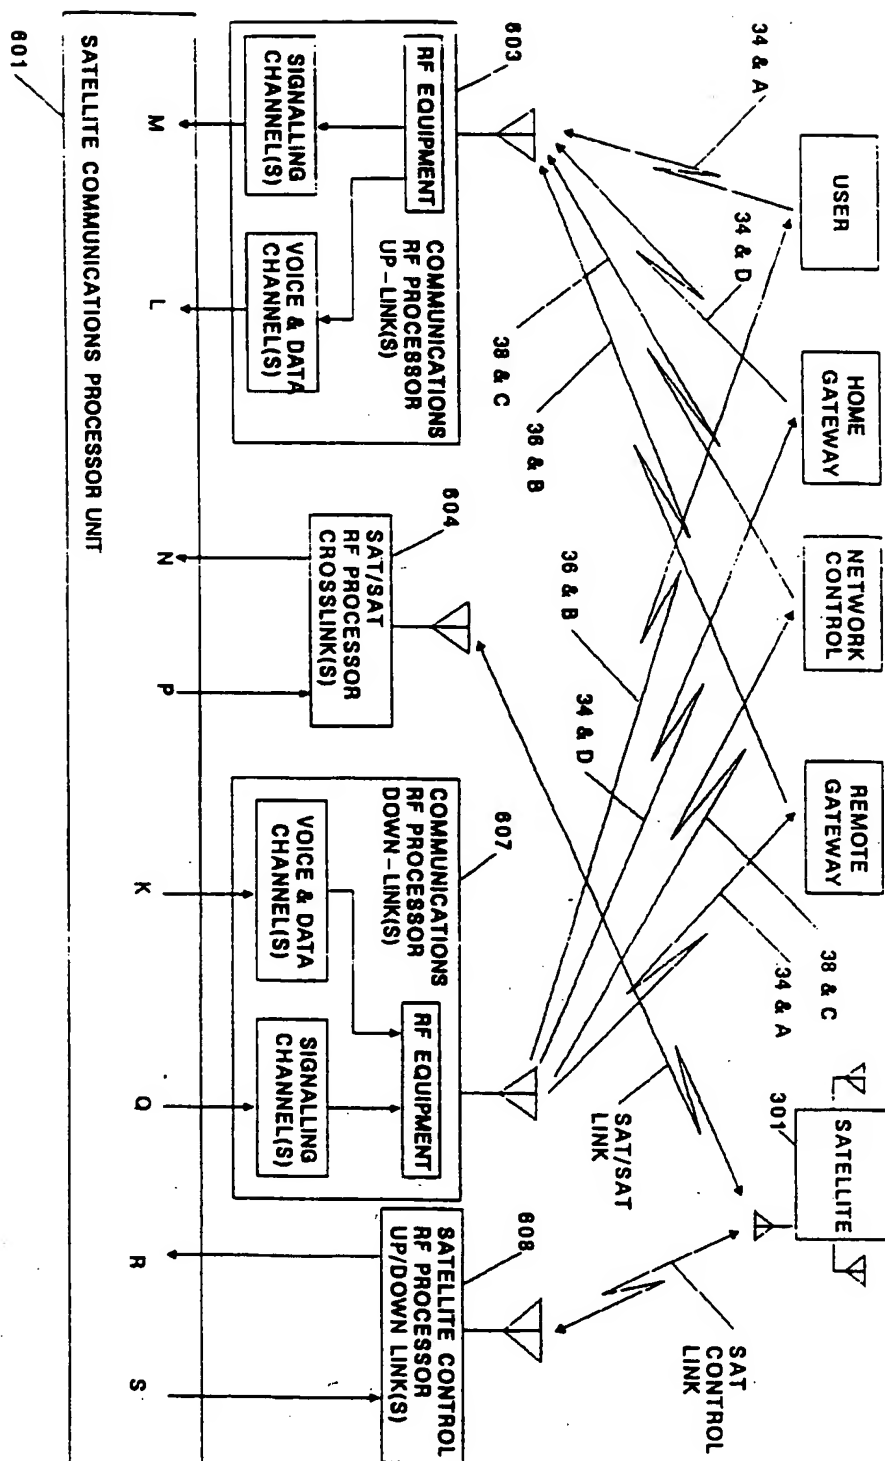 USER
HOME
GATEWAY
NETWORK
CONTROL
REMOTE
GATEWAY
SATELLITE
301
34 & A
34 & D
38 & C
36 & B
36 & B
34 & D
38 & C
34 & A
SAT/SAT
LINK
SAT
CONTROL
LINK
603
RF EQUIPMENT
COMMUNICATIONS
RF PROCESSOR
UP-LINK(S)
SIGNALLING
CHANNEL(S)
VOICE & DATA
CHANNEL(S)
604
SAT/SAT
RF PROCESSOR
CROSSLINK(S)
607
COMMUNICATIONS
RF PROCESSOR
DOWN-LINK(S)
RF EQUIPMENT
VOICE & DATA
CHANNEL(S)
SIGNALLING
CHANNEL(S)
608
SATELLITE CONTROL
RF PROCESSOR
UP/DOWN LINK(S)
M
L
N
P
K
Q
R
S
SATELLITE COMMUNICATIONS PROCESSOR UNIT
601